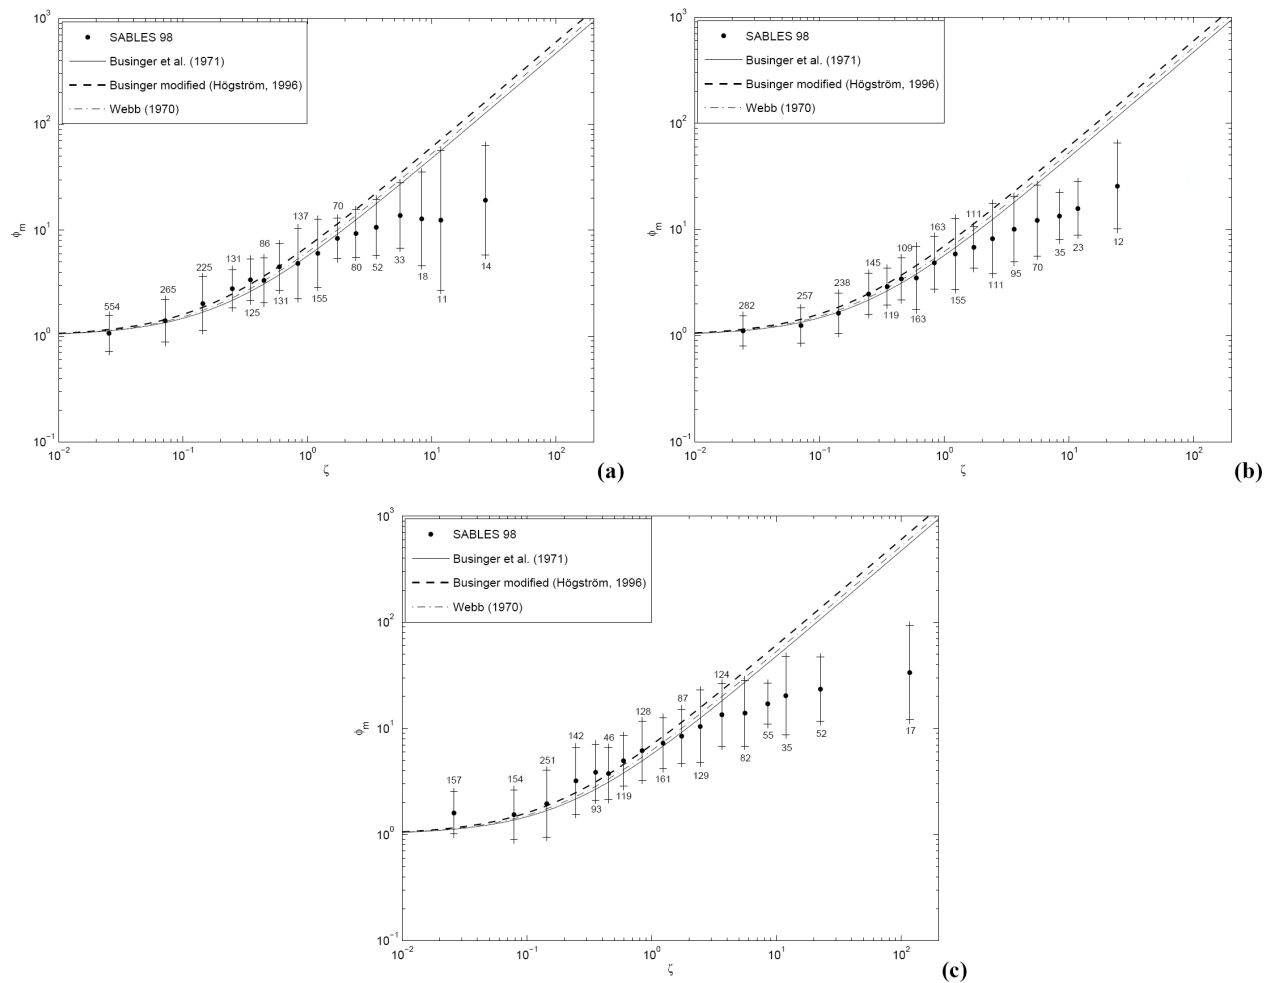 SABLES 98
Businger et al. (1971)
Businger modified (Högström, 1996)
Webb (1970)
10³
10²
10¹
10⁰
10⁻¹
ϕm
554
265
225
131
125
86
131
137
155
70
80
52
33
18
11
14
10⁻² 10⁻¹ 10⁰ 10¹ 10²
ζ
(a)
SABLES 98
Businger et al. (1971)
Businger modified (Högström, 1996)
Webb (1970)
10³
10²
10¹
10⁰
10⁻¹
ϕm
282
257
238
145
119
109
163
163
155
111
111
95
70
35
23
12
10⁻² 10⁻¹ 10⁰ 10¹ 10²
ζ
(b)
SABLES 98
Businger et al. (1971)
Businger modified (Högström, 1996)
Webb (1970)
10³
10²
10¹
10⁰
10⁻¹
ϕm
157
154
251
142
93
46
119
128
161
87
129
124
82
55
35
52
17
10⁻² 10⁻¹ 10⁰ 10¹ 10²
ζ
(c)